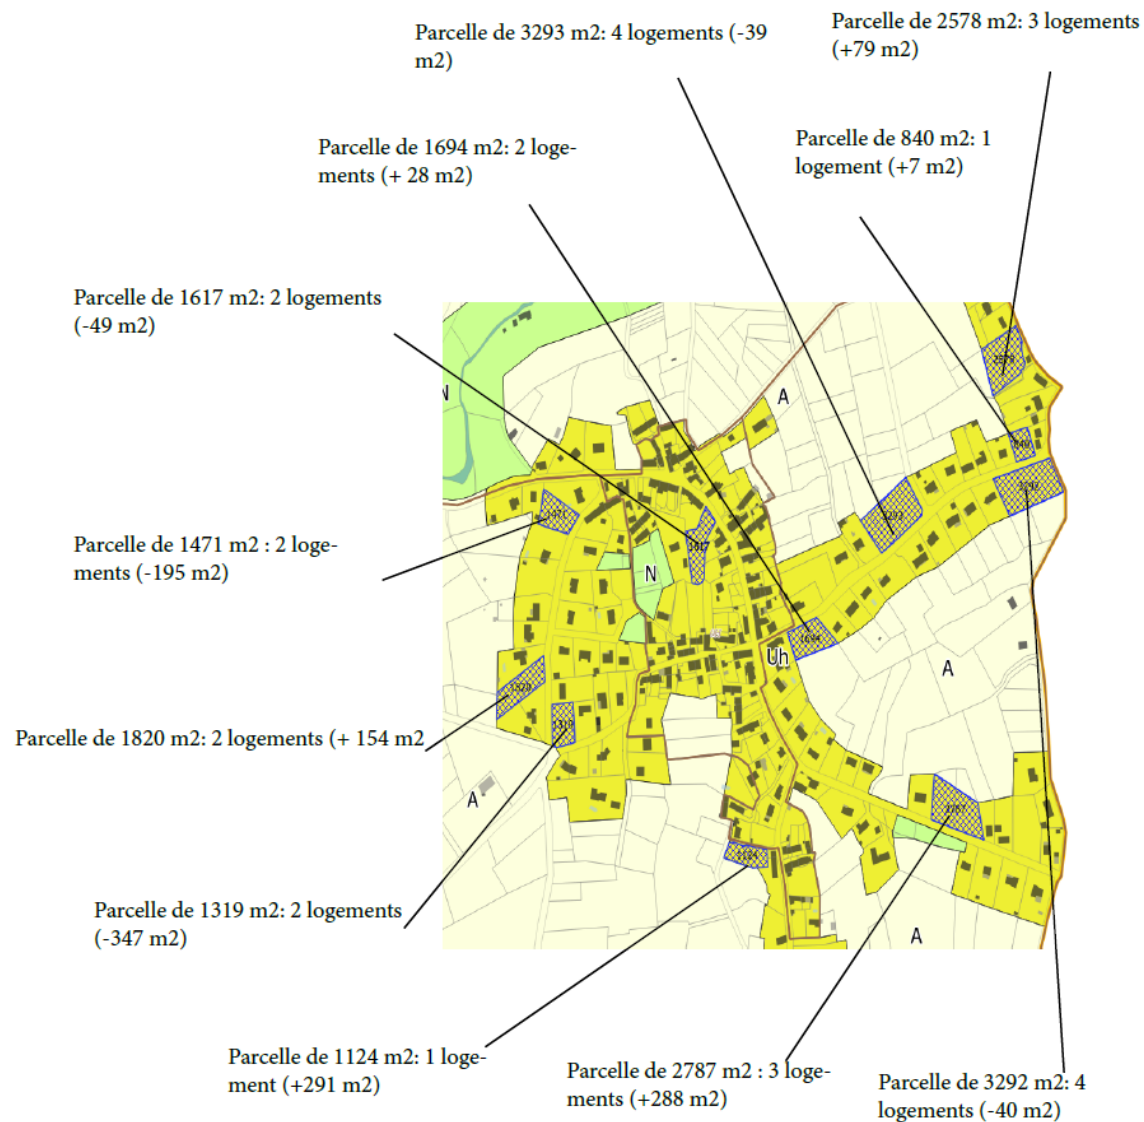 Parcelle de 3293 m2: 4 logements (-39
m2)
Parcelle de 2578 m2: 3 logements
(+79 m2)
Parcelle de 1694 m2: 2 loge-
ments (+ 28 m2)
Parcelle de 840 m2: 1
logement (+7 m2)
Parcelle de 1617 m2: 2 logements
(-49 m2)
N
A
1471
1617
Parcelle de 1471 m2 : 2 loge-
ments (-195 m2)
N
Uh
A
Parcelle de 1820 m2: 2 logements (+ 154 m2
A
Parcelle de 1319 m2: 2 logements
(-347 m2)
A
Parcelle de 1124 m2: 1 loge-
ment (+291 m2)
Parcelle de 2787 m2 : 3 loge-
ments (+288 m2)
Parcelle de 3292 m2: 4
logements (-40 m2)